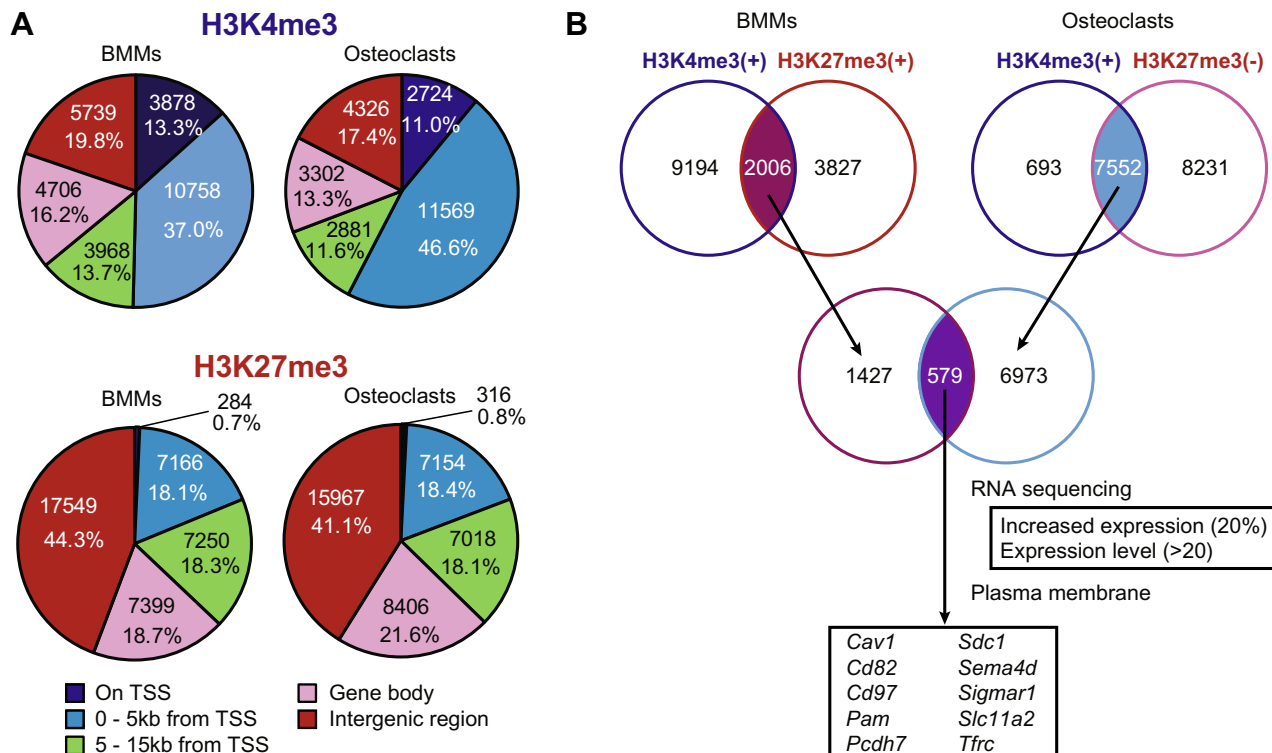 A
H3K4me3
BMMs
Osteoclasts
3878
13.3%
10758
37.0%
3968
13.7%
4706
16.2%
5739
19.8%
2724
11.0%
11569
46.6%
2881
11.6%
3302
13.3%
4326
17.4%
H3K27me3
BMMs
Osteoclasts
284
0.7%
7166
18.1%
7250
18.3%
7399
18.7%
17549
44.3%
316
0.8%
7154
18.4%
7018
18.1%
8406
21.6%
15967
41.1%
On TSS
0 - 5kb from TSS
5 - 15kb from TSS
Gene body
Intergenic region
B
BMMs
H3K4me3(+) H3K27me3(+)
9194 2006 3827
Osteoclasts
H3K4me3(+) H3K27me3(-)
693 7552 8231
1427 579 6973
RNA sequencing
Increased expression (20%)
Expression level (>20)
Plasma membrane
Cav1 Sdc1
Cd82 Sema4d
Cd97 Sigmar1
Pam Slc11a2
Pcdh7 Tfrc